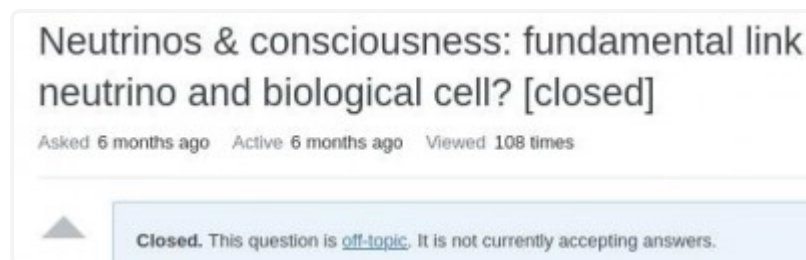 Neutrinos & consciousness: fundamental link
neutrino and biological cell? [closed]
Asked 6 months ago Active 6 months ago Viewed 108 times
Closed. This question is off-topic. It is not currently accepting answers.